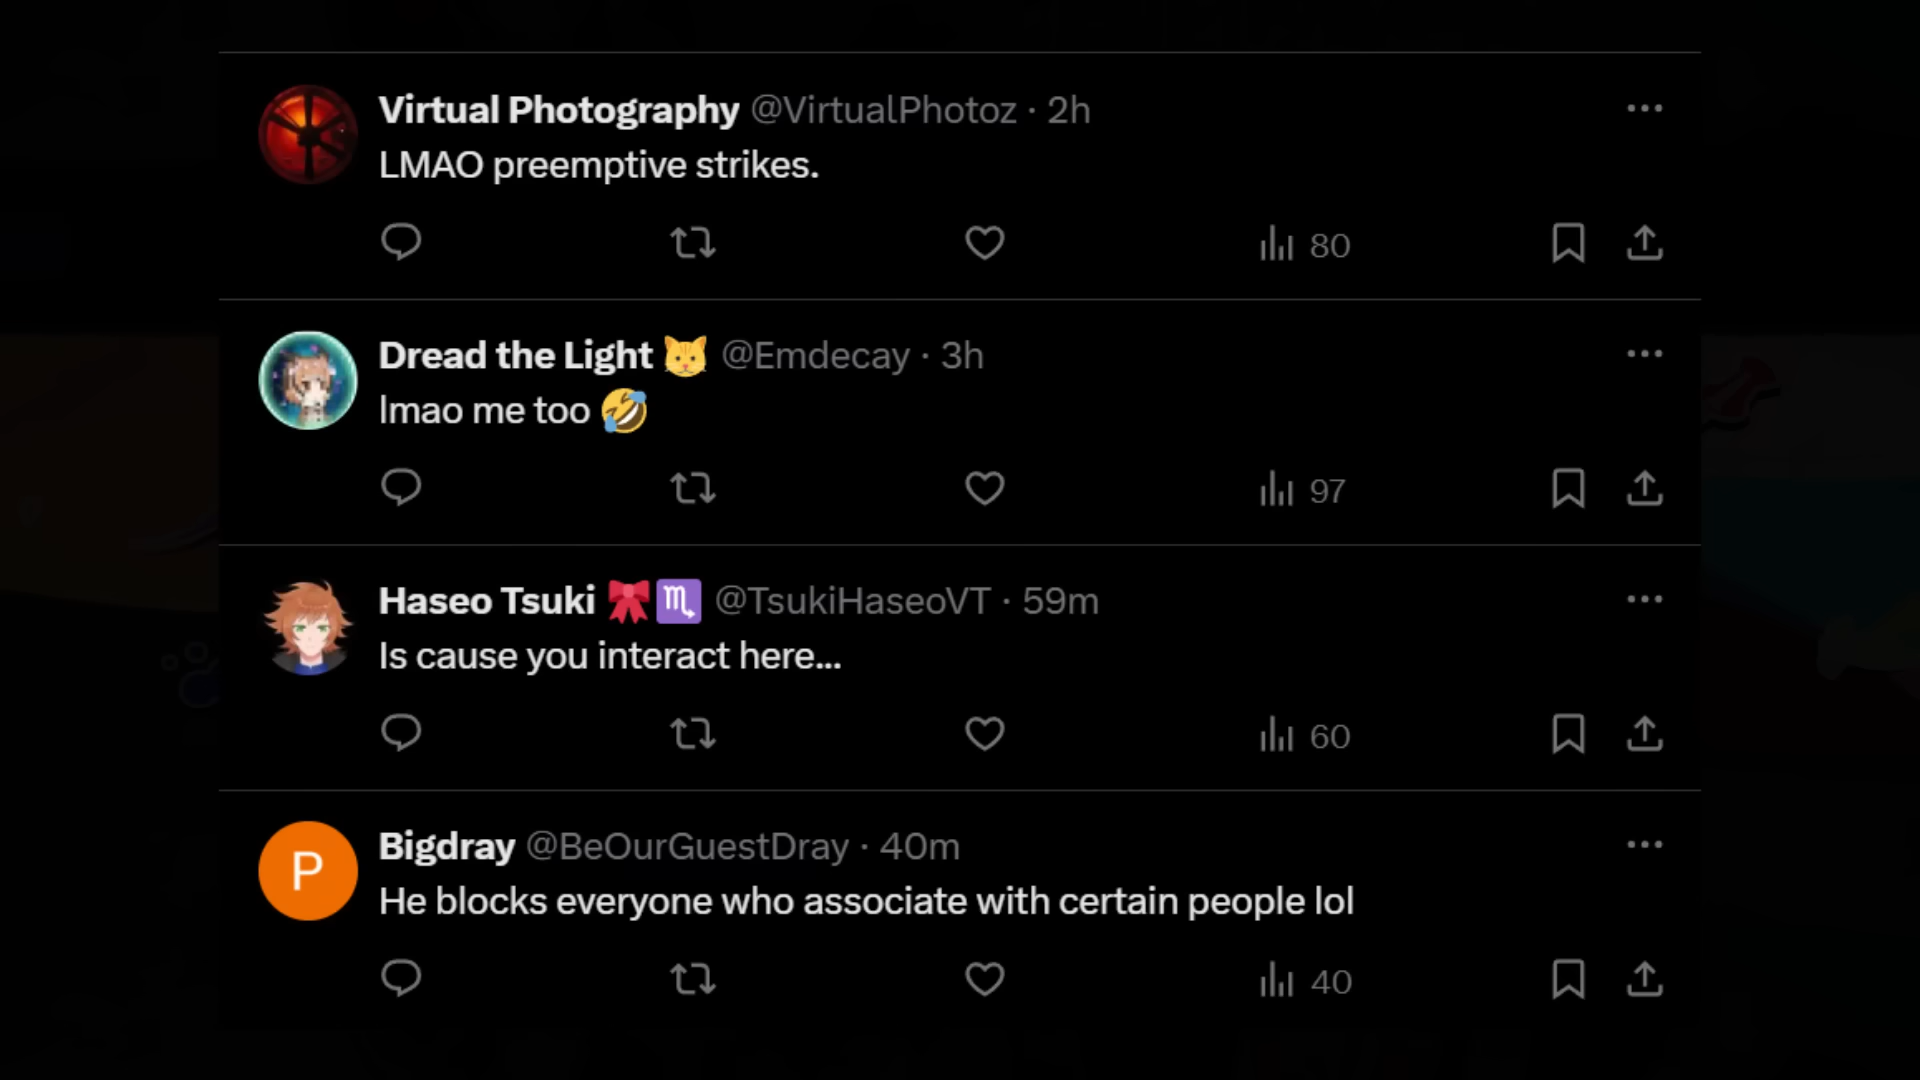 Virtual Photography @VirtualPhotoz · 2h
LMAO preemptive strikes.
80
Dread the Light 🐱 @Emdecay · 3h
lmao me too 🤣
97
Haseo Tsuki 🎀♏ @TsukiHaseoVT · 59m
Is cause you interact here...
60
P
Bigdray @BeOurGuestDray · 40m
He blocks everyone who associate with certain people lol
40